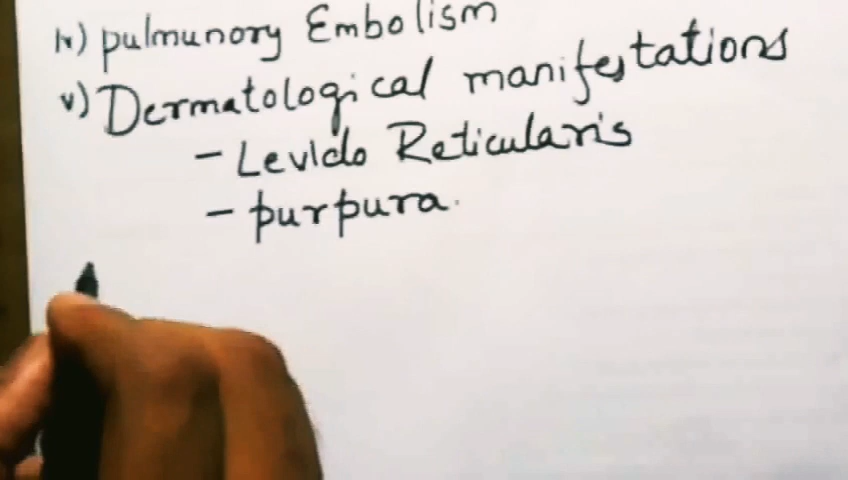 iv) pulmunory Embolism
v) Dermatological manifestations
- Levido Reticularis
- purpura.